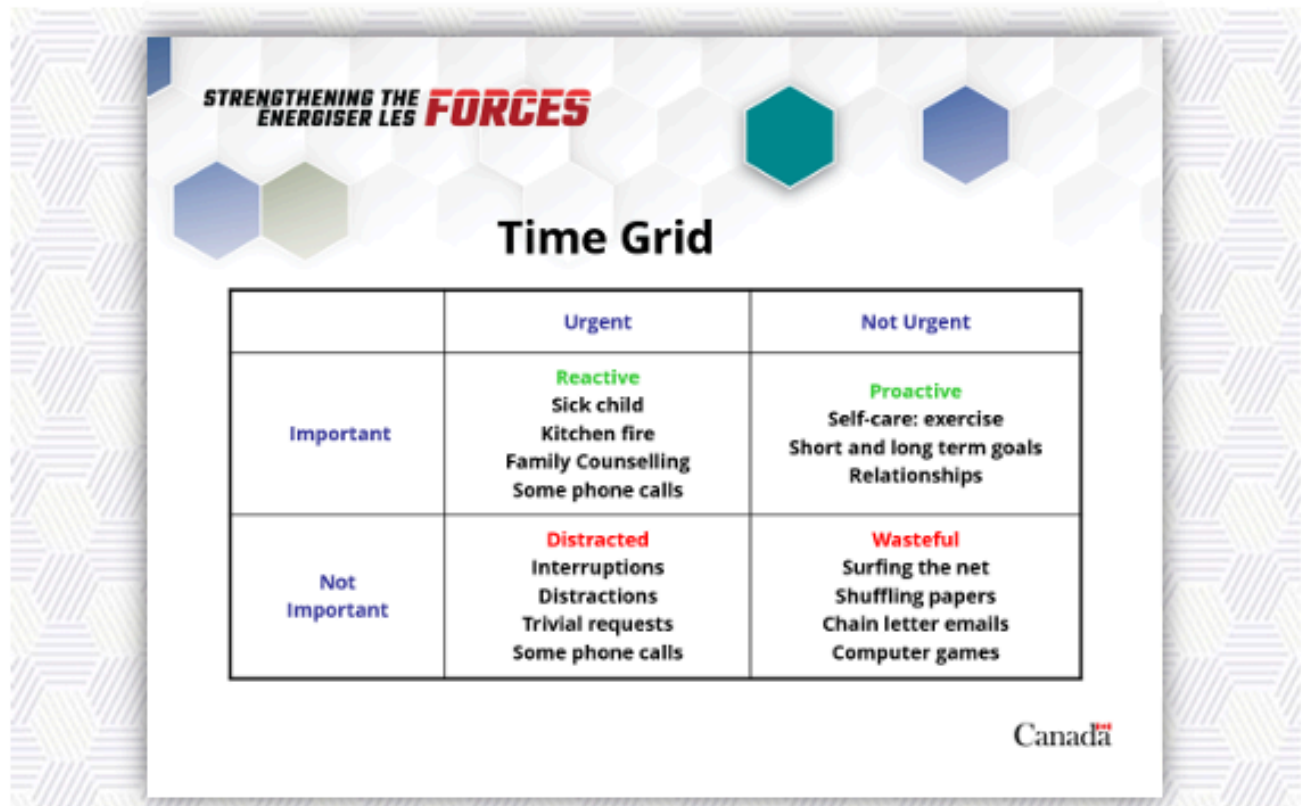 STRENGTHENING THE
ENERGISER LES FORCES
Time Grid
Urgent
Not Urgent
Important
Reactive
Sick child
Kitchen fire
Family Counselling
Some phone calls
Proactive
Self-care: exercise
Short and long term goals
Relationships
Not
Important
Distracted
Interruptions
Distractions
Trivial requests
Some phone calls
Wasteful
Surfing the net
Shuffling papers
Chain letter emails
Computer games
Canada